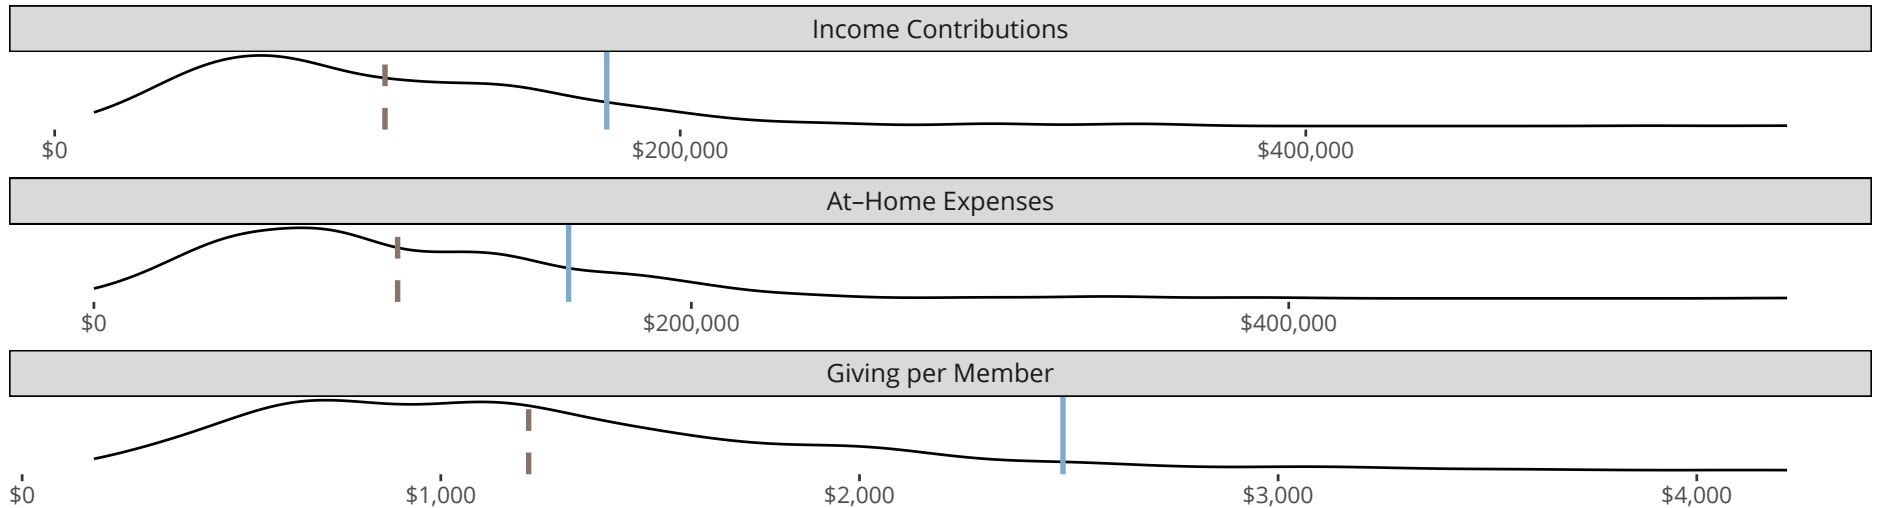 Income Contributions
$0 $200,000 $400,000
At–Home Expenses
$0 $200,000 $400,000
Giving per Member
$0 $1,000 $2,000 $3,000 $4,000